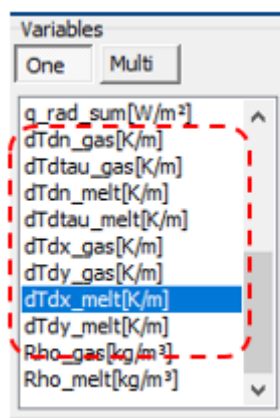 Variables
One Multi
q_rad_sum[W/m²]
dTdn_gas[K/m]
dTdtau_gas[K/m]
dTdn_melt[K/m]
dTdtau_melt[K/m]
dTdx_gas[K/m]
dTdy_gas[K/m]
dTdx_melt[K/m]
dTdy_melt[K/m]
Rho_gas[kg/m³]
Rho_melt[kg/m³]